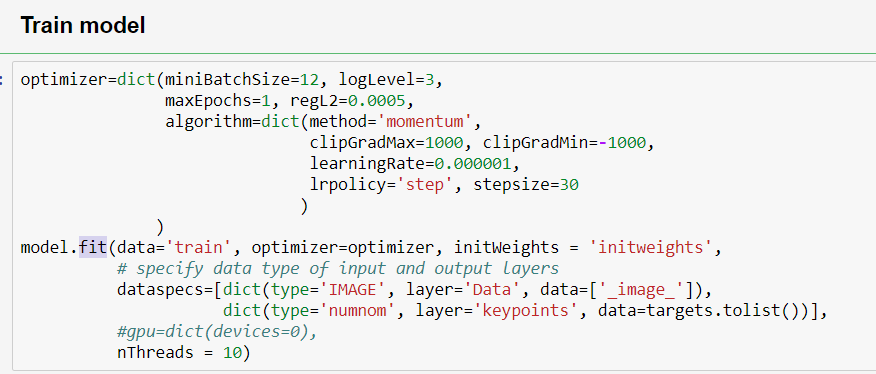 Train model
:
optimizer=dict(miniBatchSize=12, logLevel=3,
maxEpochs=1, regL2=0.0005,
algorithm=dict(method='momentum',
clipGradMax=1000, clipGradMin=-1000,
learningRate=0.000001,
lrpolicy='step', stepsize=30
)
)
model.fit(data='train', optimizer=optimizer, initWeights = 'initweights',
# specify data type of input and output layers
dataspecs=[dict(type='IMAGE', layer='Data', data=['_image_']),
dict(type='numnom', layer='keypoints', data=targets.tolist())],
#gpu=dict(devices=0),
nThreads = 10)